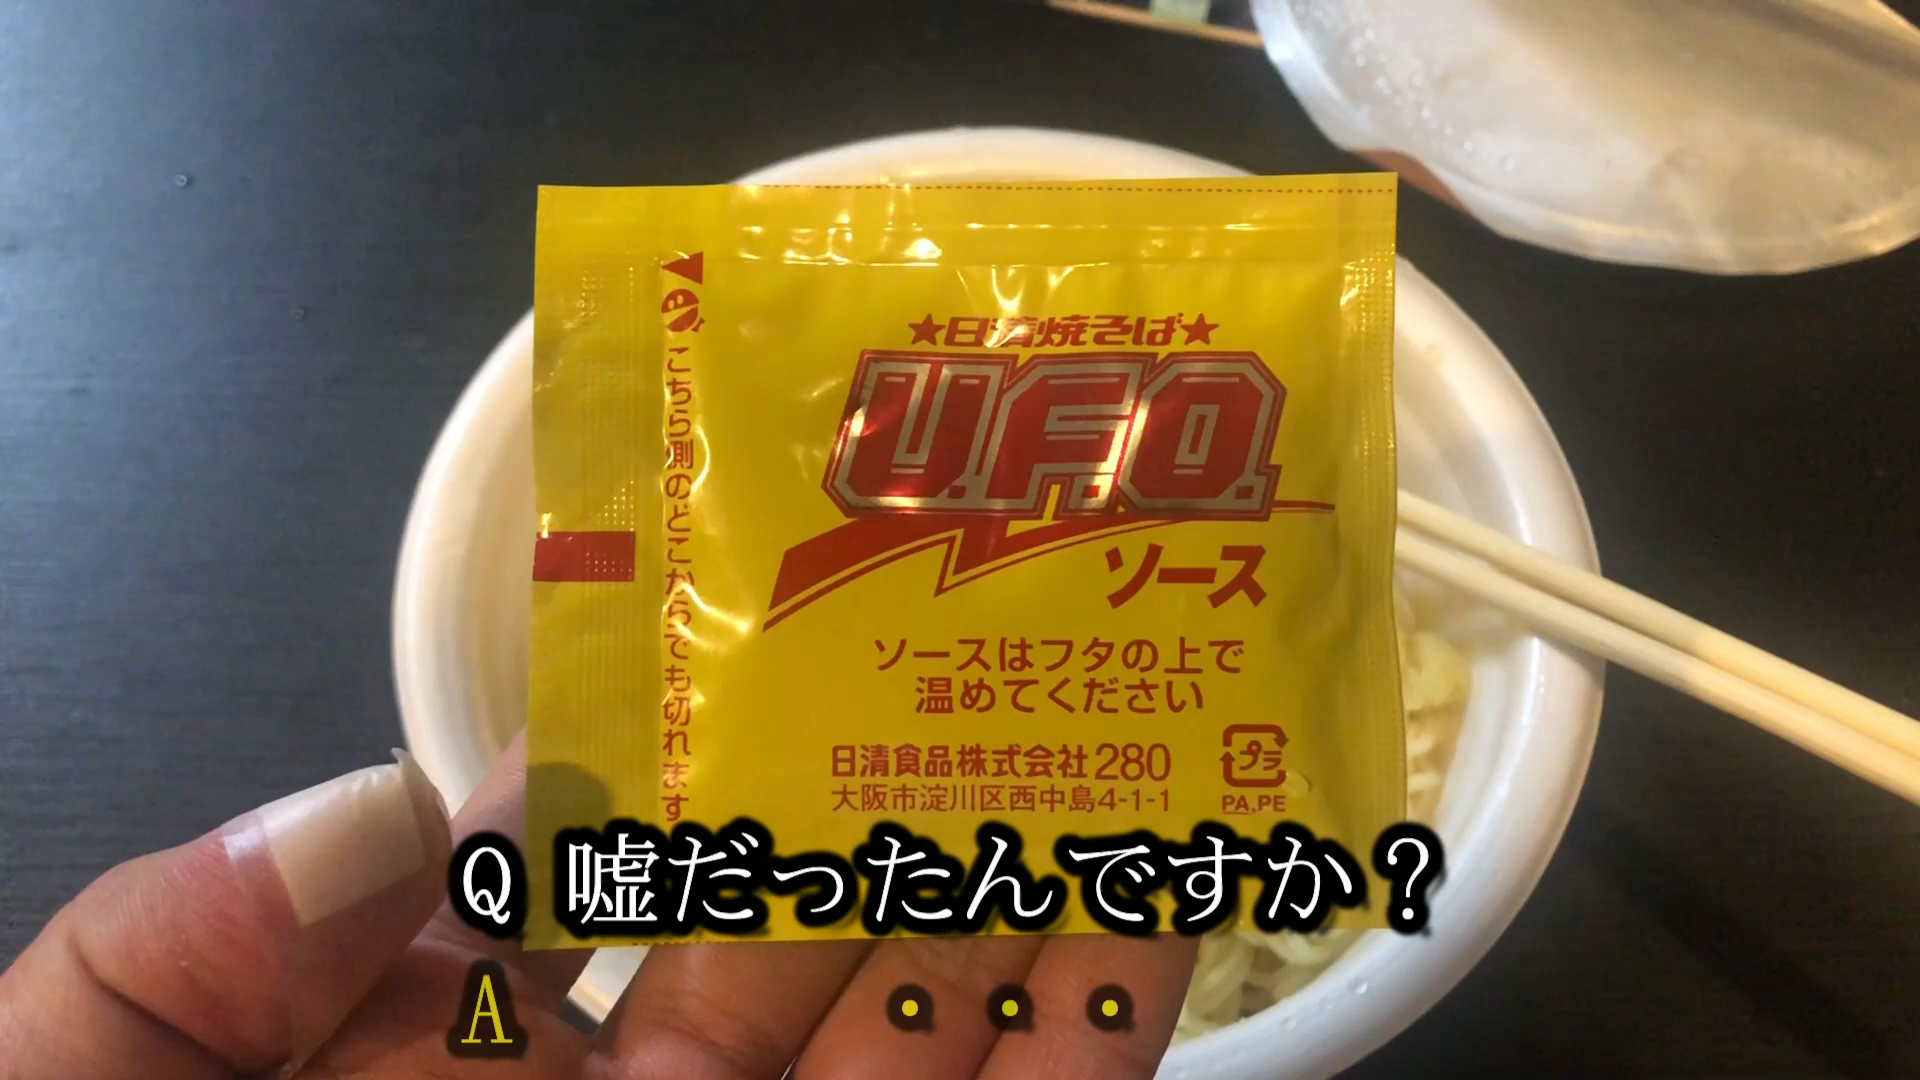 こちら側のどこからでも切れます
★日清焼そば★
U.F.O.
ソース
ソースはフタの上で
温めてください
日清食品株式会社280
大阪市淀川区西中島4-1-1
プラ
PA,PE
Q 嘘だったんですか？
A ・・・